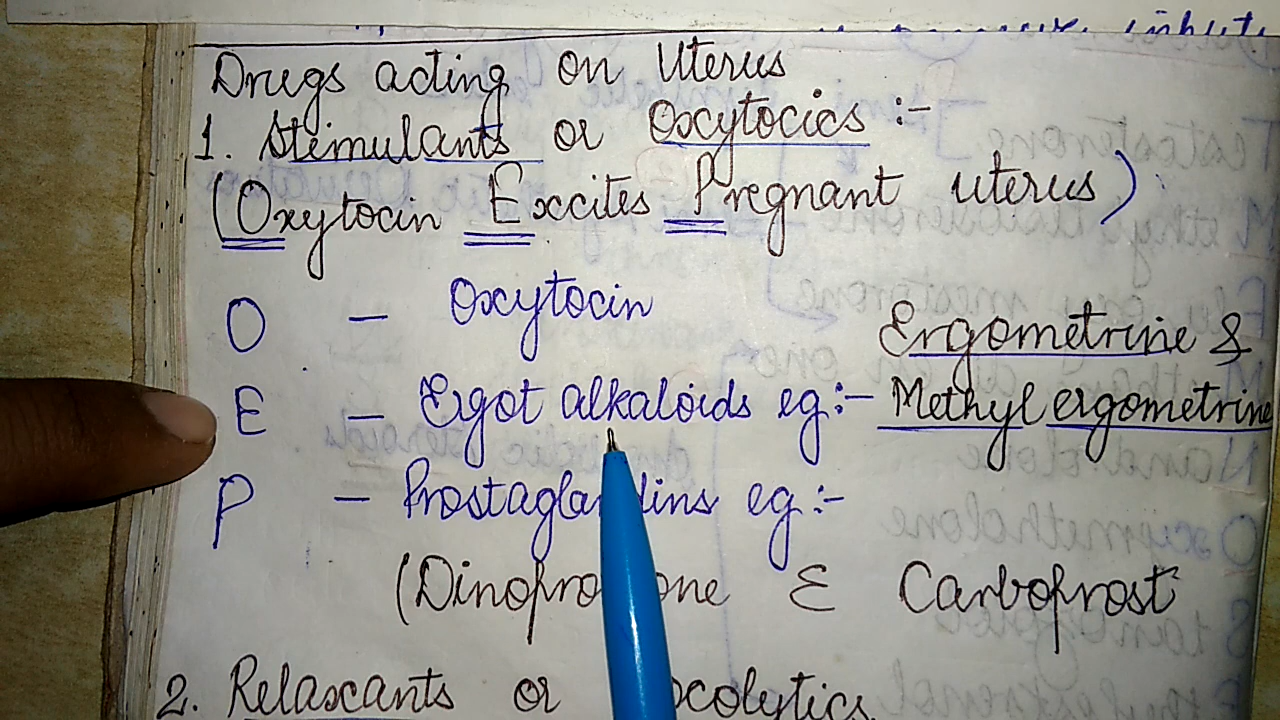 Drugs acting on Uterus
1. Stimulants or Oxytocics :-
(Oxytocin Excites Pregnant uterus)
O - Oxytocin
E - Ergot alkaloids eg:- Ergometrine & Methyl ergometrine
P - Prostaglandins eg:-
(Dinoprostone & Carboprost
2. Relaxants or